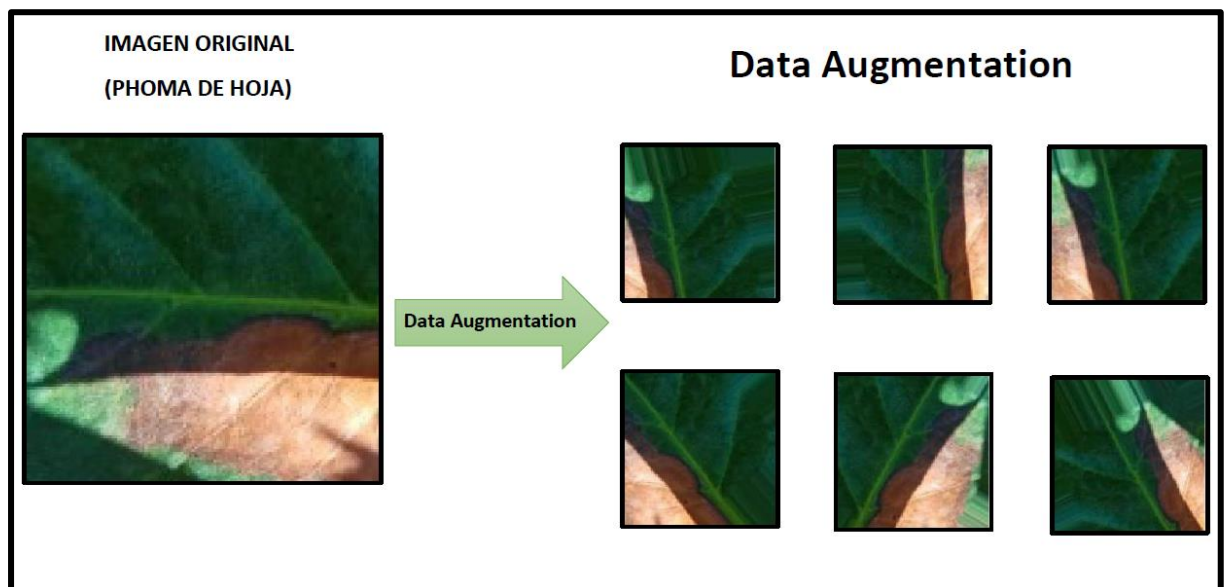 IMAGEN ORIGINAL
(PHOMA DE HOJA)
Data Augmentation
Data Augmentation